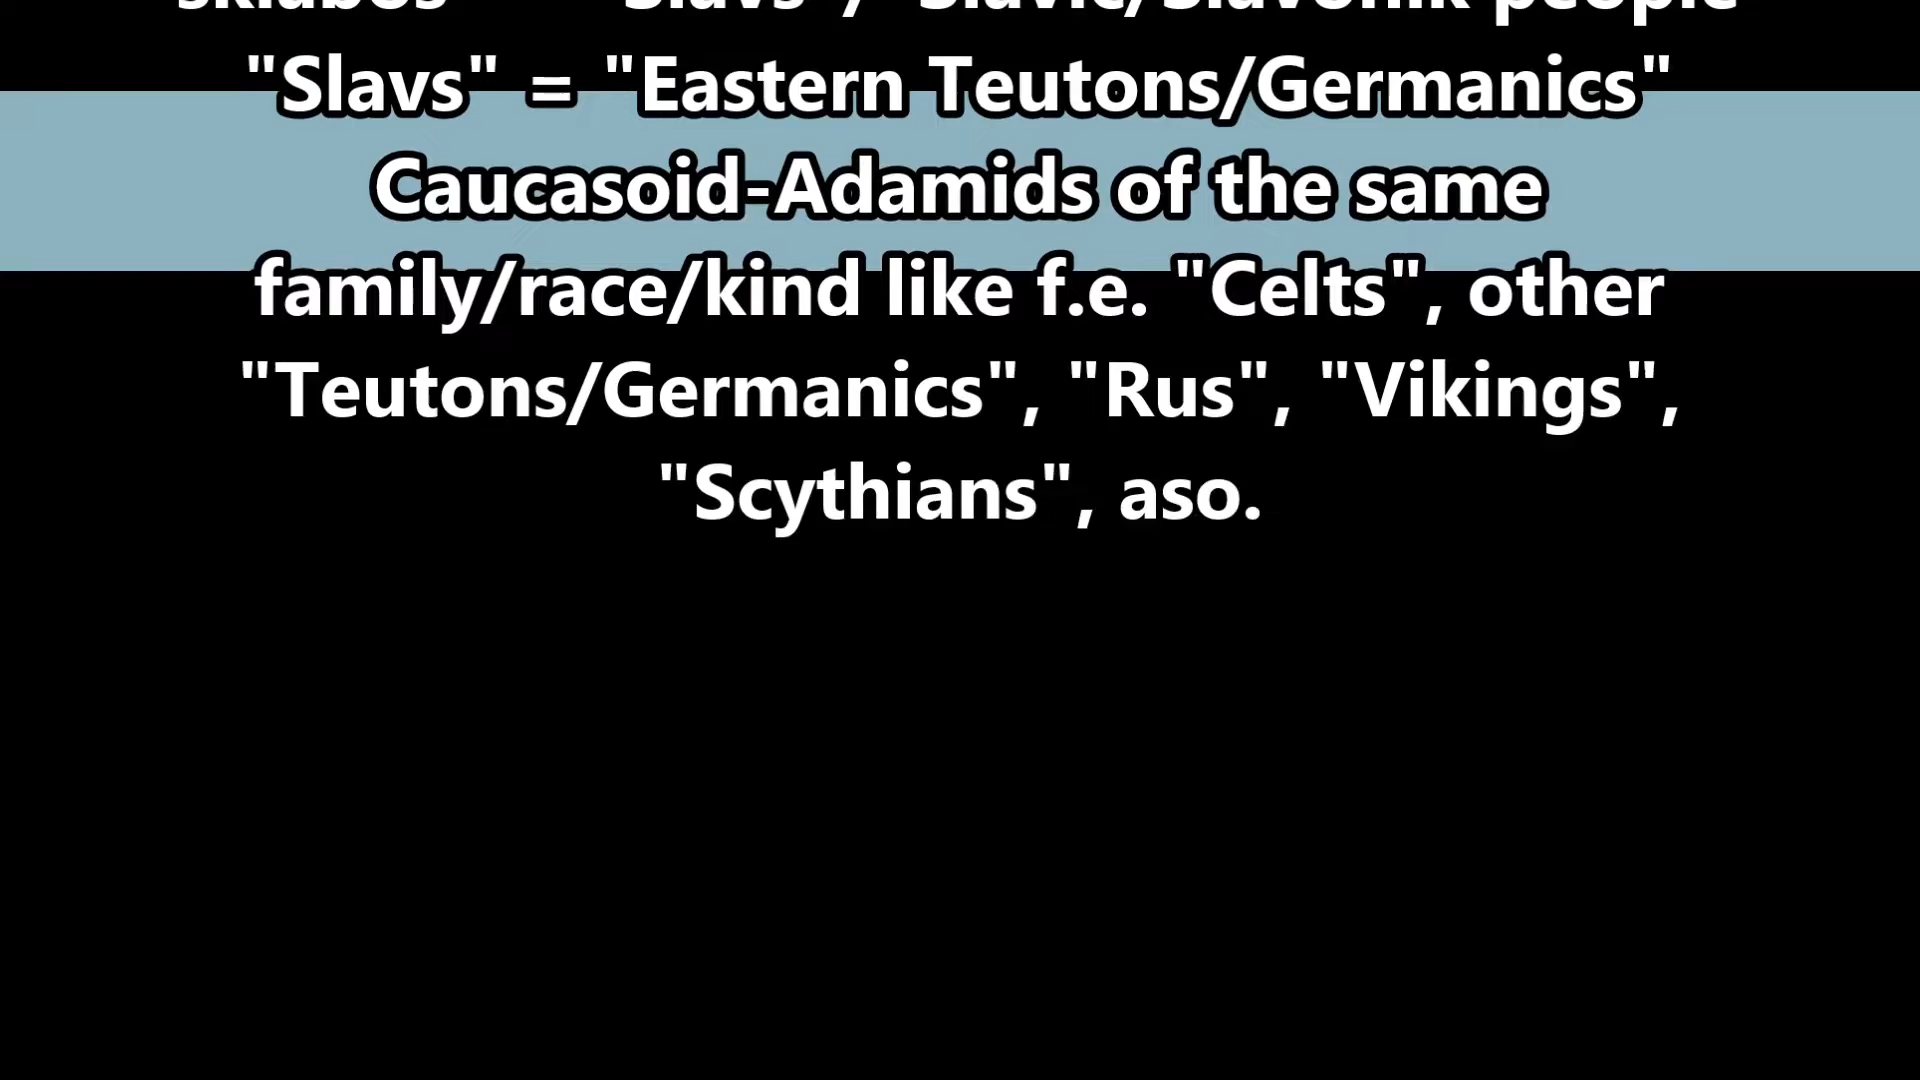 "Slavs" = "Eastern Teutons/Germanics"
Caucasoid-Adamids of the same
family/race/kind like f.e. "Celts", other
"Teutons/Germanics", "Rus", "Vikings",
"Scythians", aso.